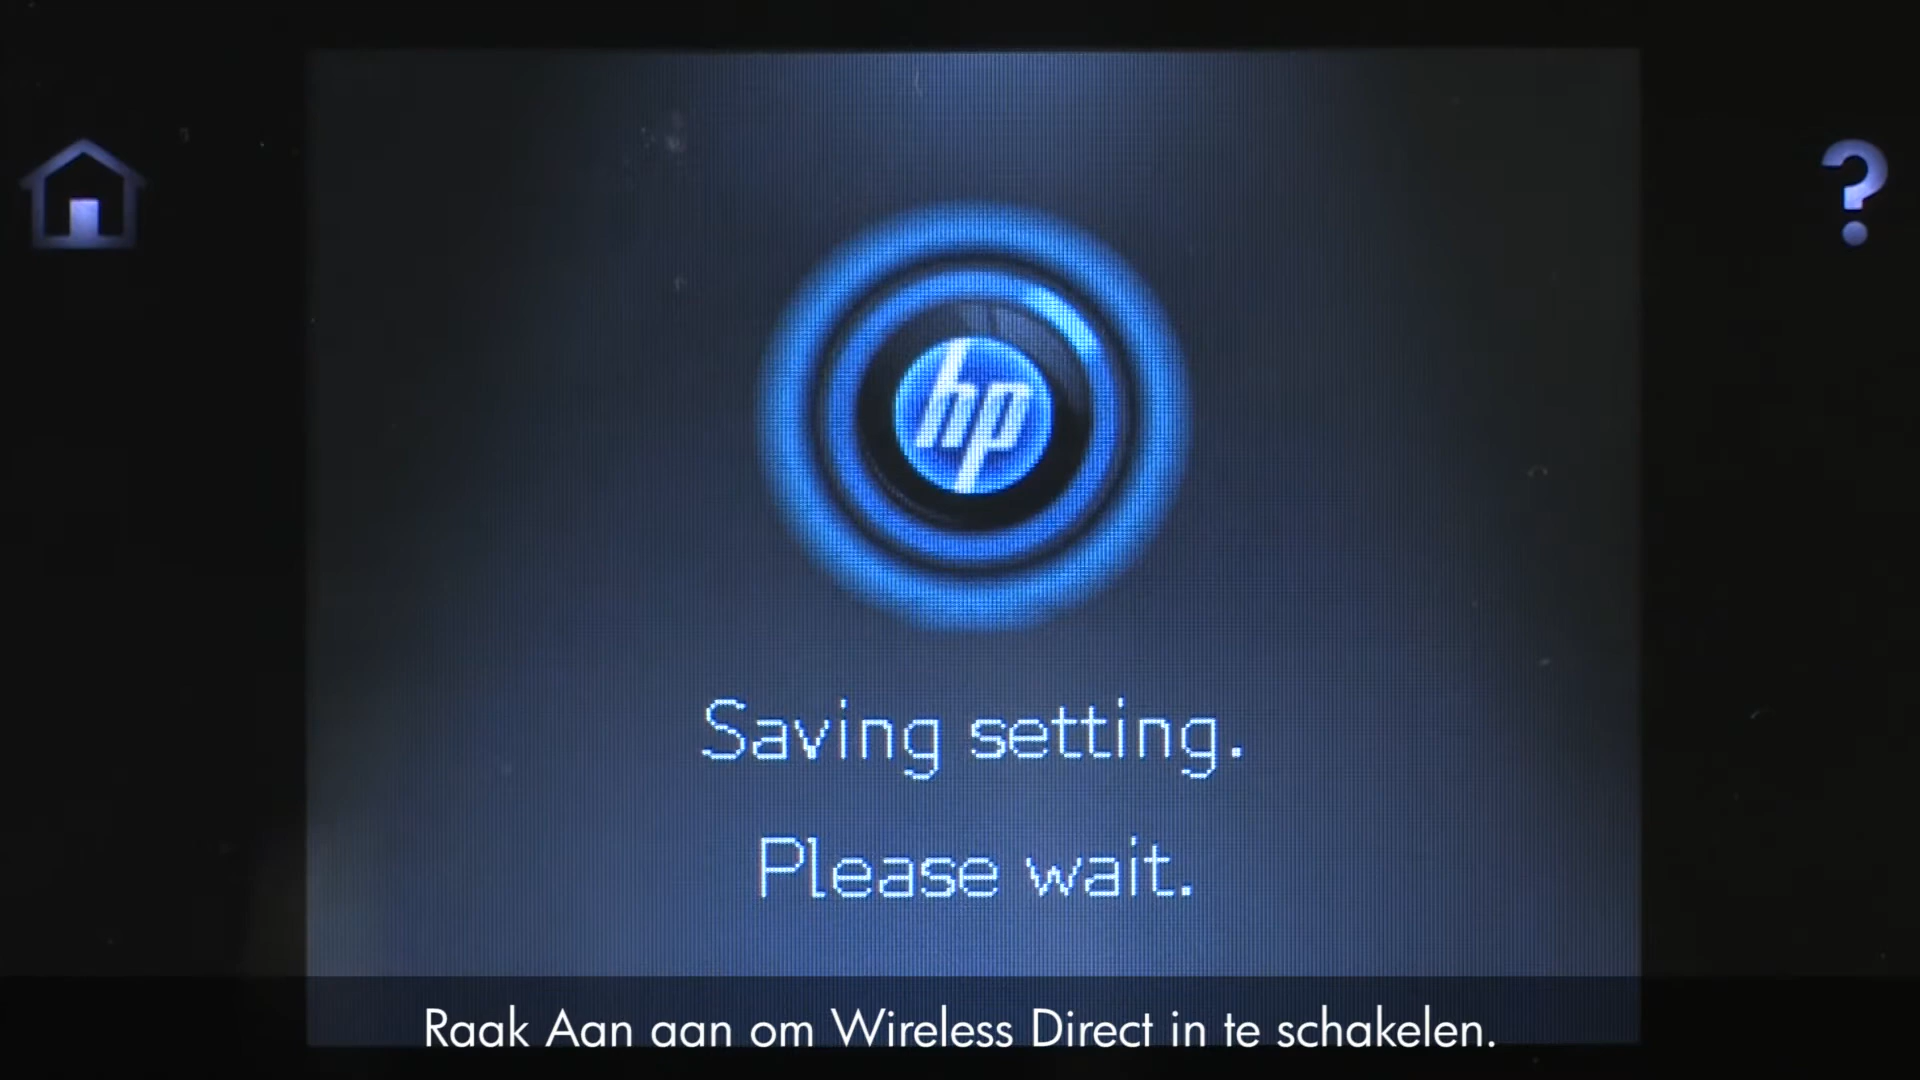 hp
Saving setting.
Please wait.
Raak Aan aan om Wireless Direct in te schakelen.